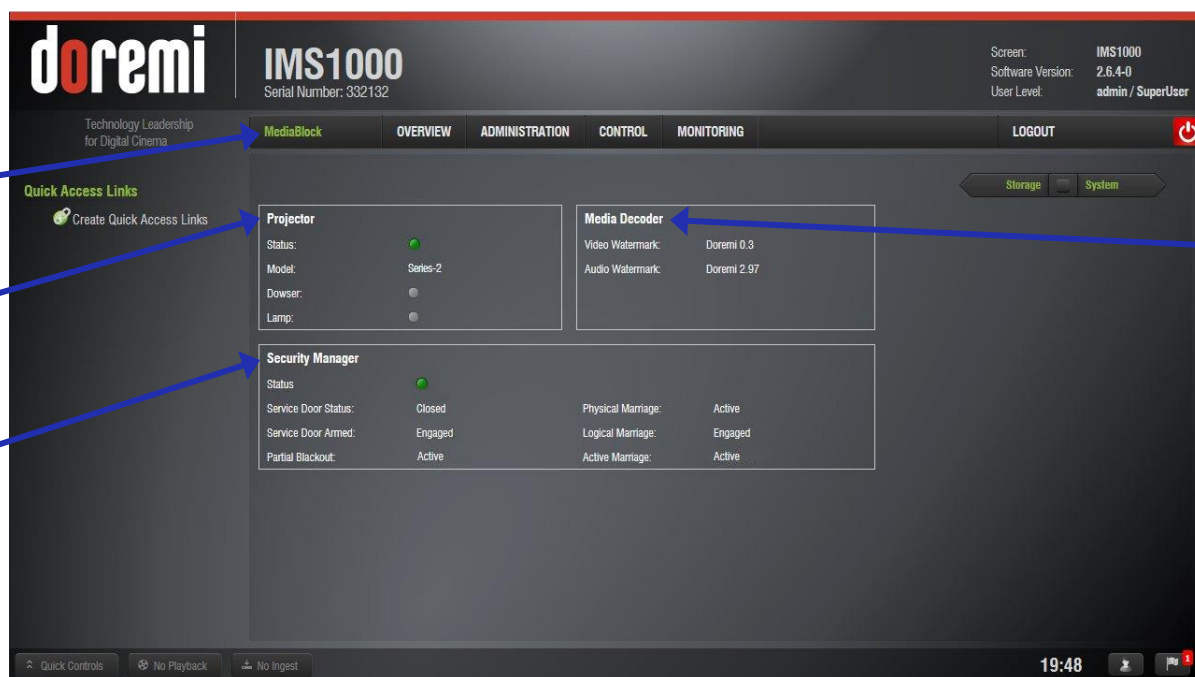 doremi
Technology Leadership
for Digital Cinema
IMS1000
Serial Number: 332132
Screen: IMS1000
Software Version: 2.6.4-0
User Level: admin / SuperUser
MediaBlock OVERVIEW ADMINISTRATION CONTROL MONITORING LOGOUT
Quick Access Links
Create Quick Access Links
Storage System
Projector
Status:
Model: Series-2
Dowser:
Lamp:
Media Decoder
Video Watermark: Doremi 0.3
Audio Watermark: Doremi 2.97
Security Manager
Status
Service Door Status: Closed Physical Marriage: Active
Service Door Armed: Engaged Logical Marriage: Engaged
Partial Blackout: Active Active Marriage: Active
Quick Controls No Playback No Ingest 19:48 1